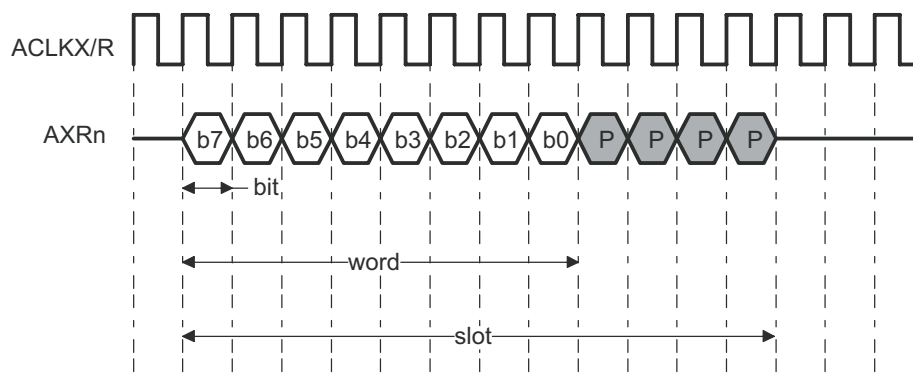 ACLKX/R
AXRn b7 b6 b5 b4 b3 b2 b1 b0 P P P P
bit
word
slot